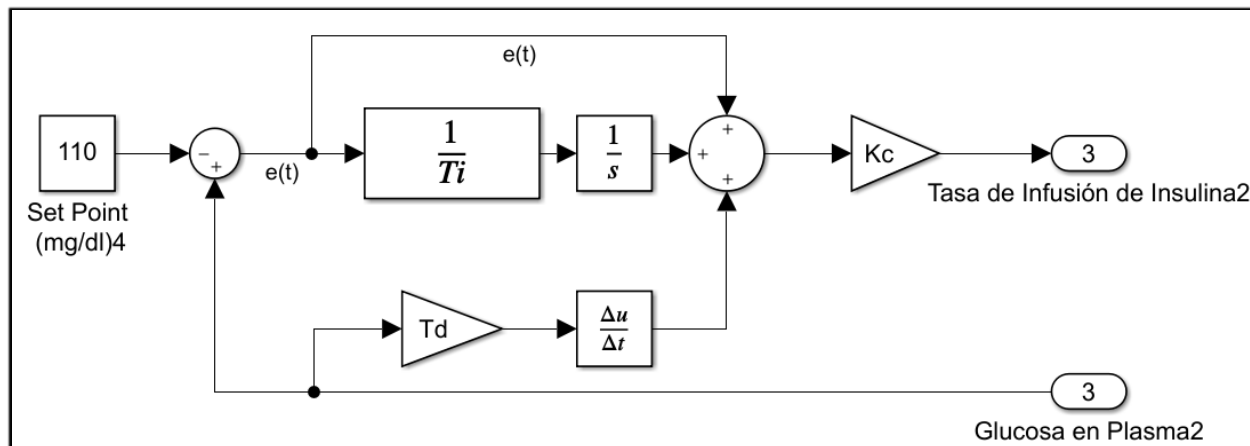 e(t)
110
−
+
e(t)
1
Ti
1
s
+
+
+
Kc
3
Tasa de Infusión de Insulina2
Set Point
(mg/dl)4
Td
Δu
Δt
3
Glucosa en Plasma2